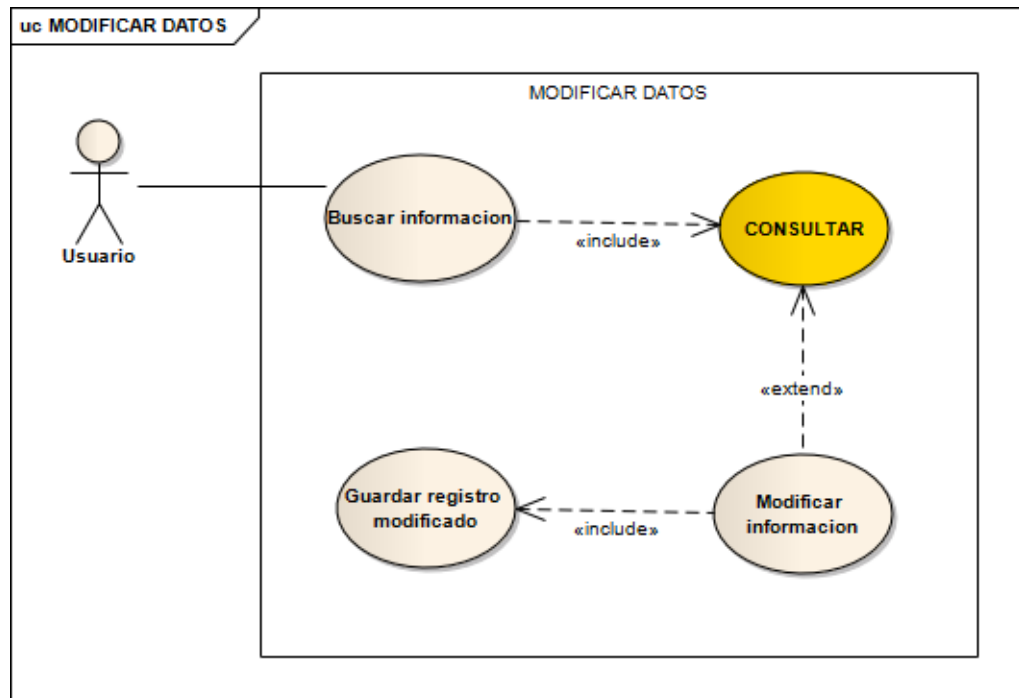 uc MODIFICAR DATOS
MODIFICAR DATOS
Usuario
Buscar informacion
«include»
CONSULTAR
«extend»
Guardar registro
modificado
«include»
Modificar
informacion